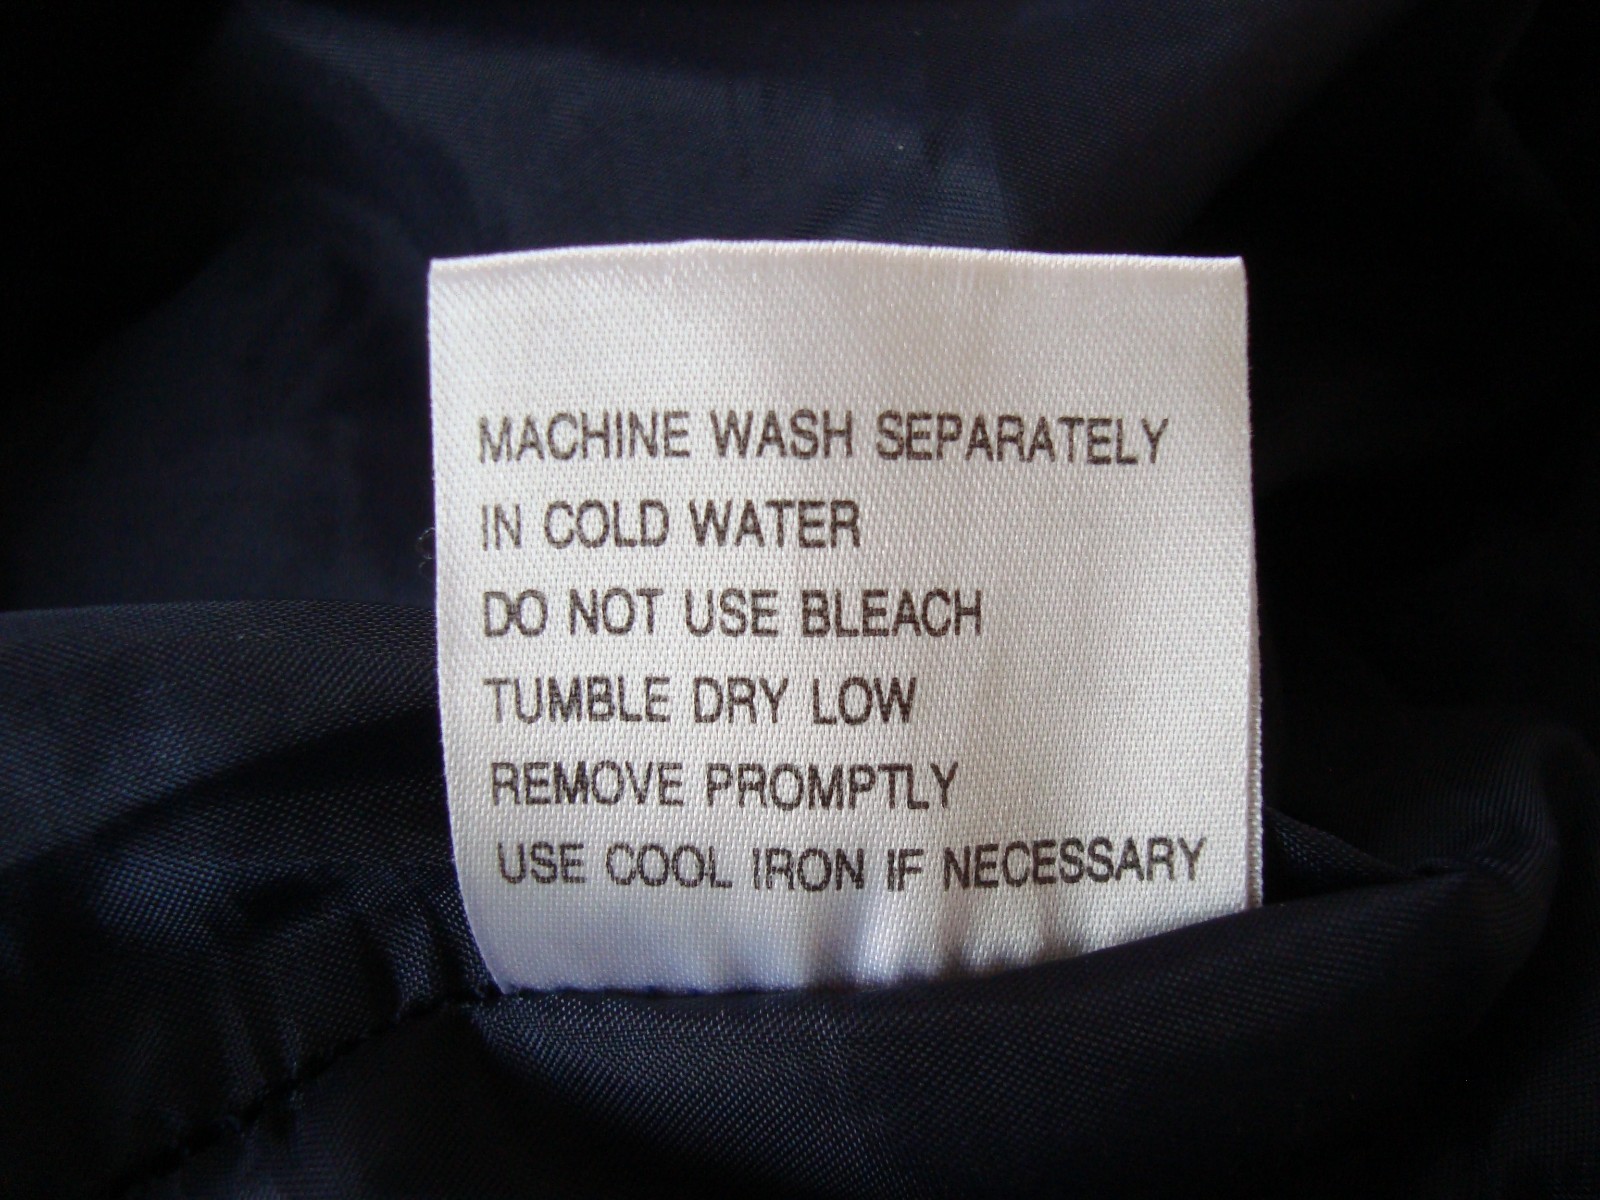 MACHINE WASH SEPARATELY
IN COLD WATER
DO NOT USE BLEACH
TUMBLE DRY LOW
REMOVE PROMPTLY
USE COOL IRON IF NECESSARY